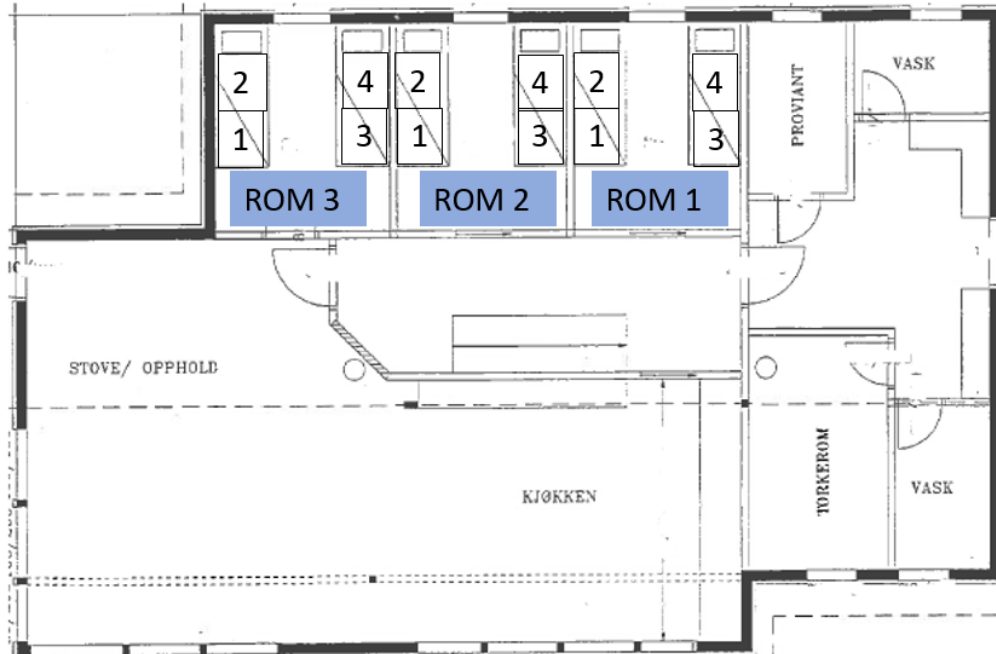 2 4 2 4 2 4
1 3 1 3 1 3
ROM 3 ROM 2 ROM 1
PROVIANT
VASK
STOVE/ OPPHOLD
KJØKKEN
TORKEROM
VASK